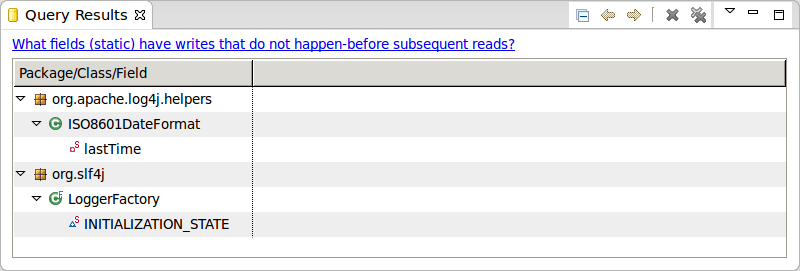 Query Results
What fields (static) have writes that do not happen-before subsequent reads?
Package/Class/Field
org.apache.log4j.helpers
C ISO8601DateFormat
S lastTime
org.slf4j
C F LoggerFactory
S INITIALIZATION_STATE